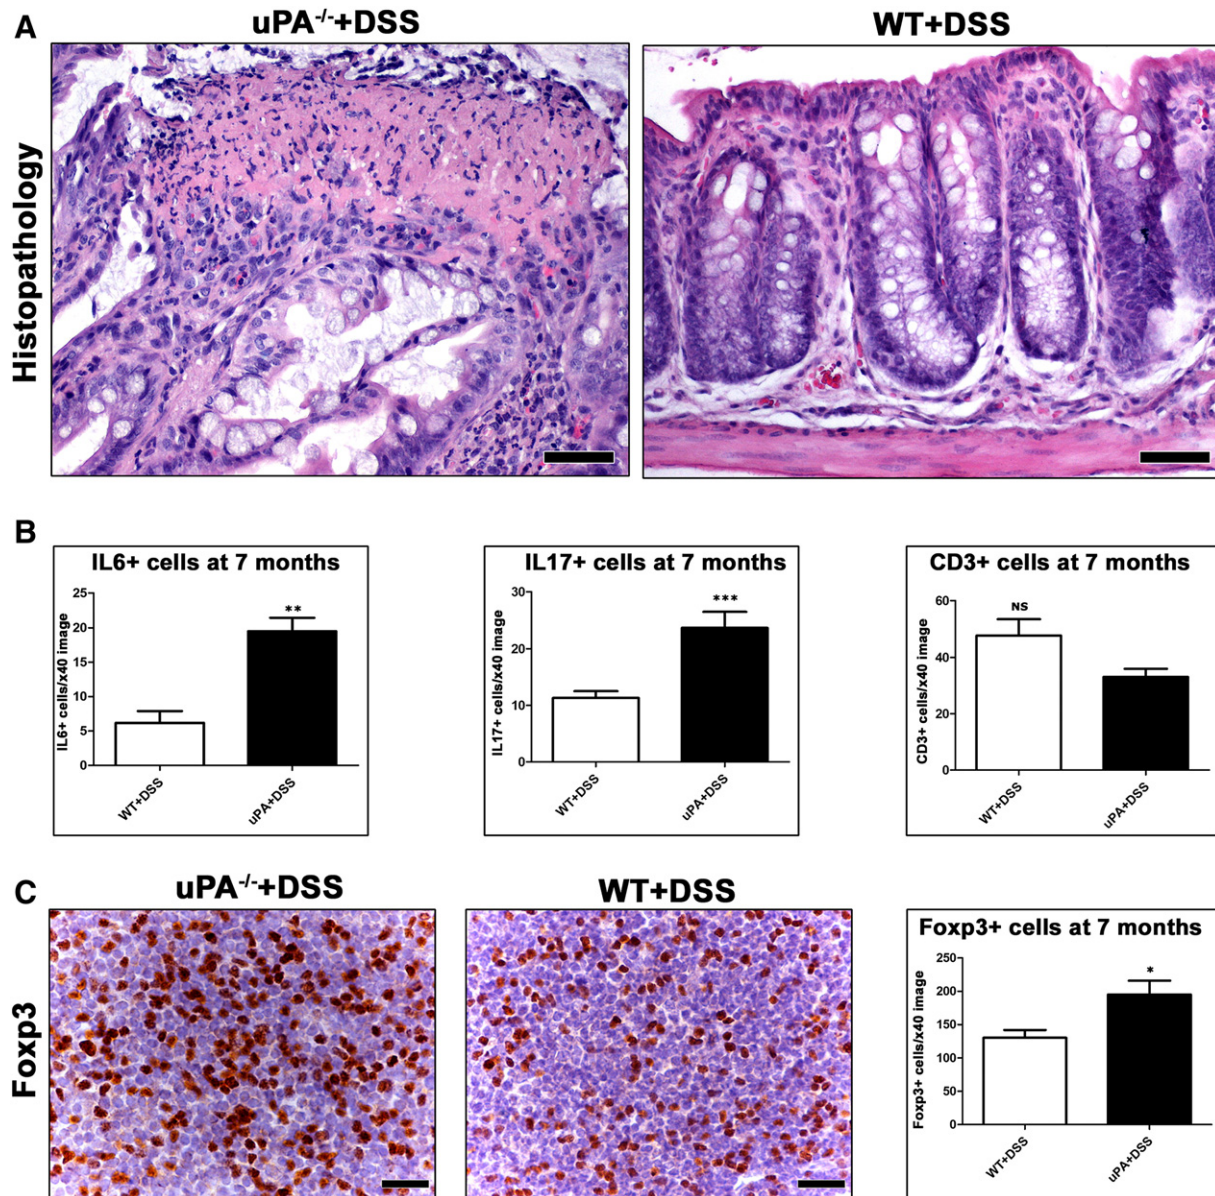 A
uPA-/-+DSS
WT+DSS
Histopathology
B
IL6+ cells at 7 months
IL6+ cells/x40 image
25
20
15
10
5
0
**
WT+DSS
uPA+DSS
IL17+ cells at 7 months
IL17+ cells/x40 image
30
20
10
0
***
WT+DSS
uPA+DSS
CD3+ cells at 7 months
CD3+ cells/x40 image
60
40
20
0
NS
WT+DSS
uPA+DSS
C
uPA-/-+DSS
WT+DSS
Foxp3
Foxp3+ cells at 7 months
Foxp3+ cells/x40 image
250
200
150
100
50
0
*
WT+DSS
uPA+DSS